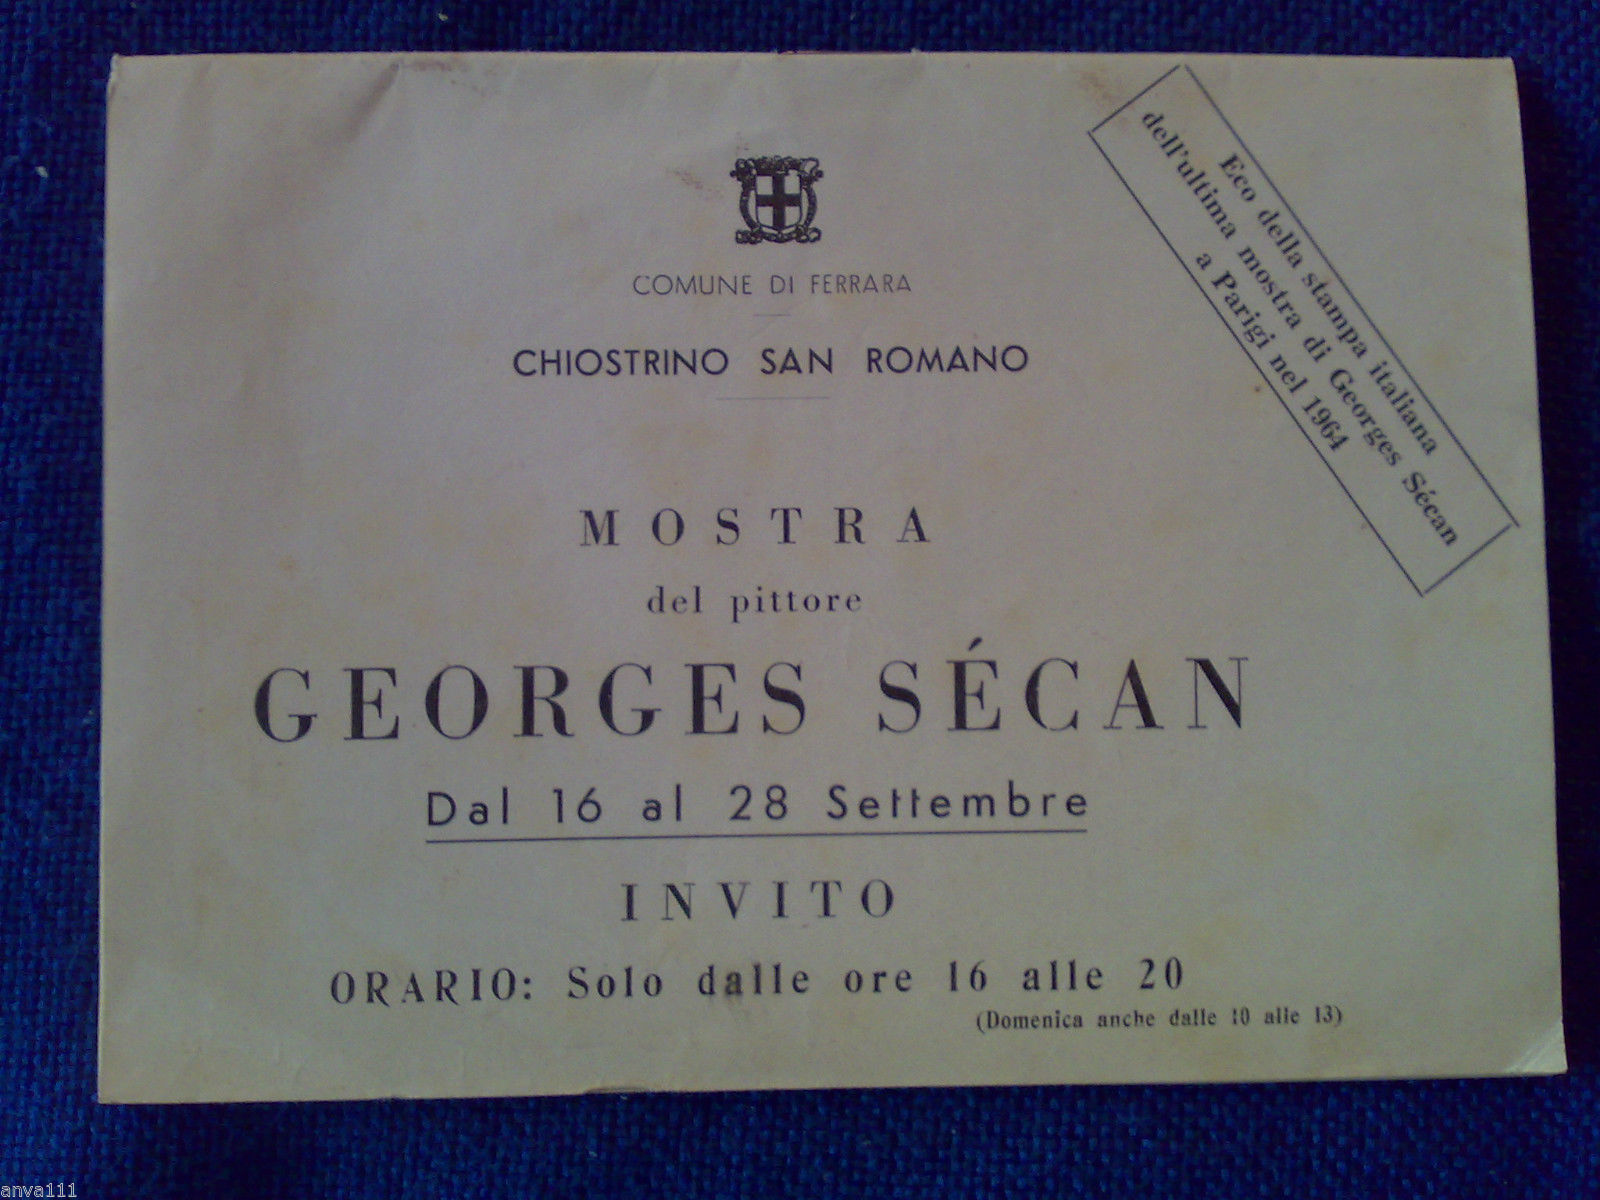 COMUNE DI FERRARA
CHIOSTRINO SAN ROMANO
Eco della stampa italiana
dell'ultima mostra di Georges Sécan
a Parigi nel 1964
MOSTRA
del pittore
GEORGES SÉCAN
Dal 16 al 28 Settembre
INVITO
ORARIO: Solo dalle ore 16 alle 20
(Domenica anche dalle 10 alle 13)
anva111